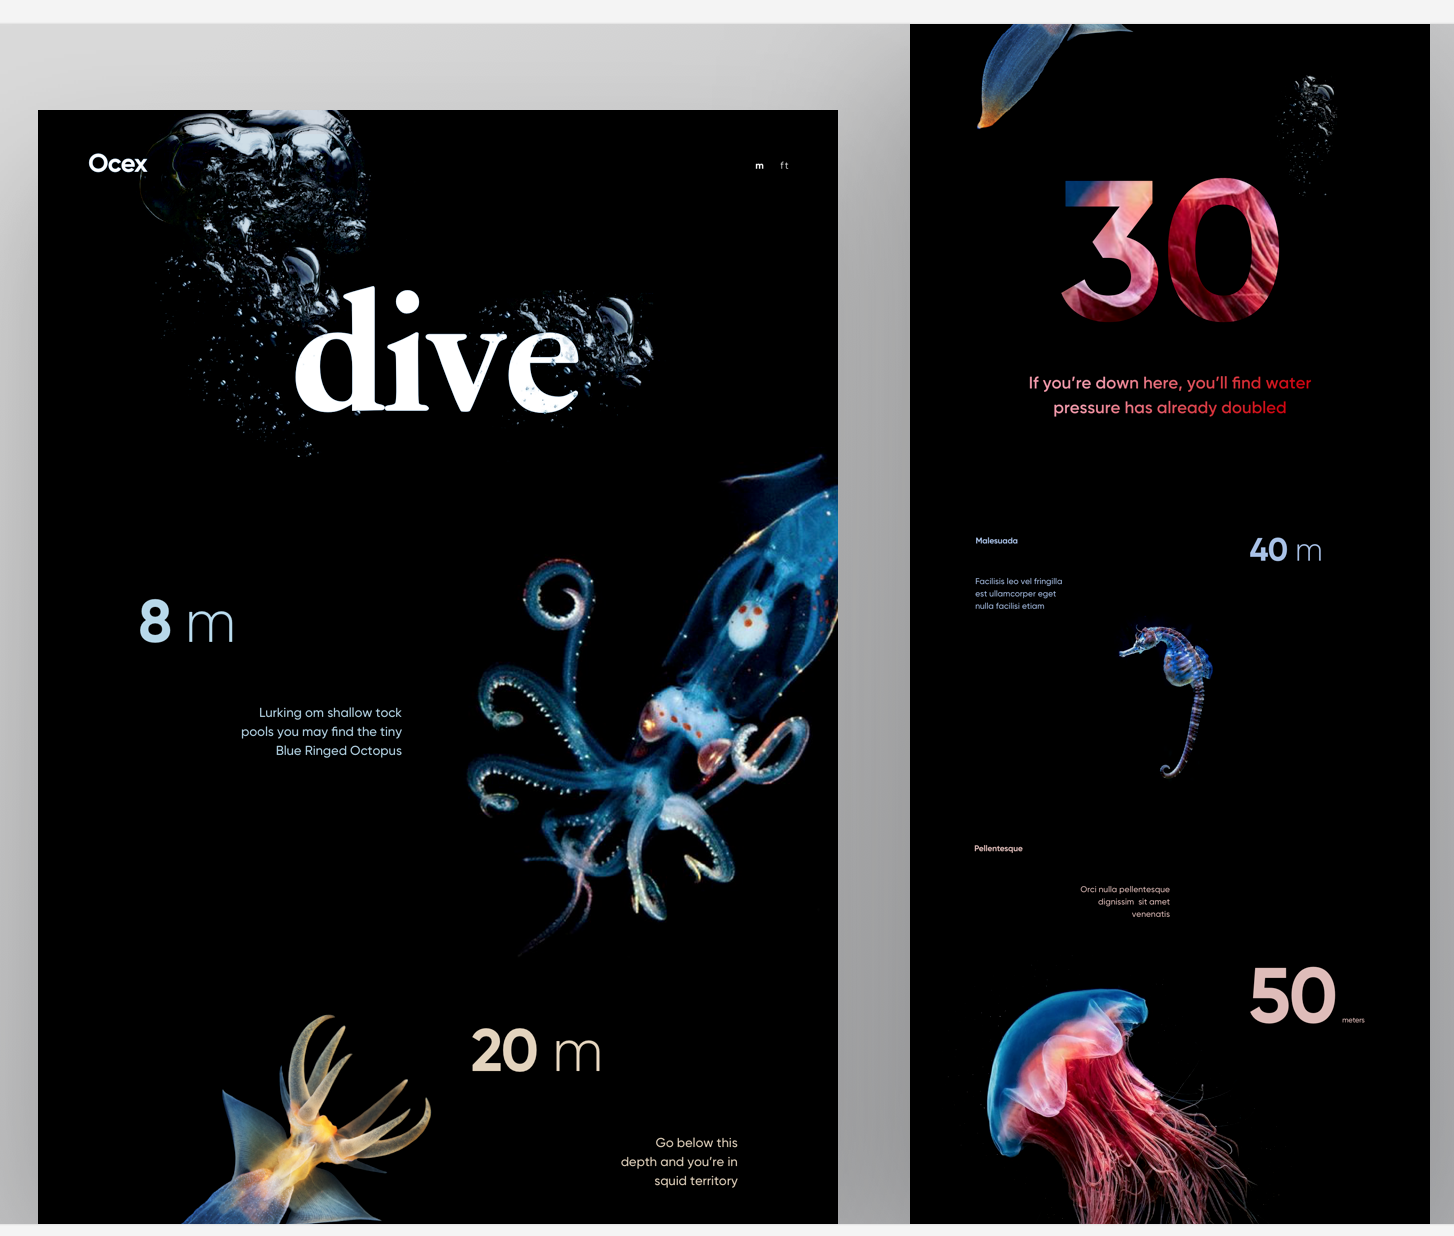 Ocex
m ft
dive
8 m
Lurking om shallow tock
pools you may find the tiny
Blue Ringed Octopus
20 m
Go below this
depth and you're in
squid territory
30
If you're down here, you'll find water
pressure has already doubled
Malesuada
40 m
Facilisis leo vel fringilla
est ullamcorper eget
nulla facilisi etiam
Pellentesque
Orci nulla pellentesque
dignissim sit amet
venenatis
50 meters